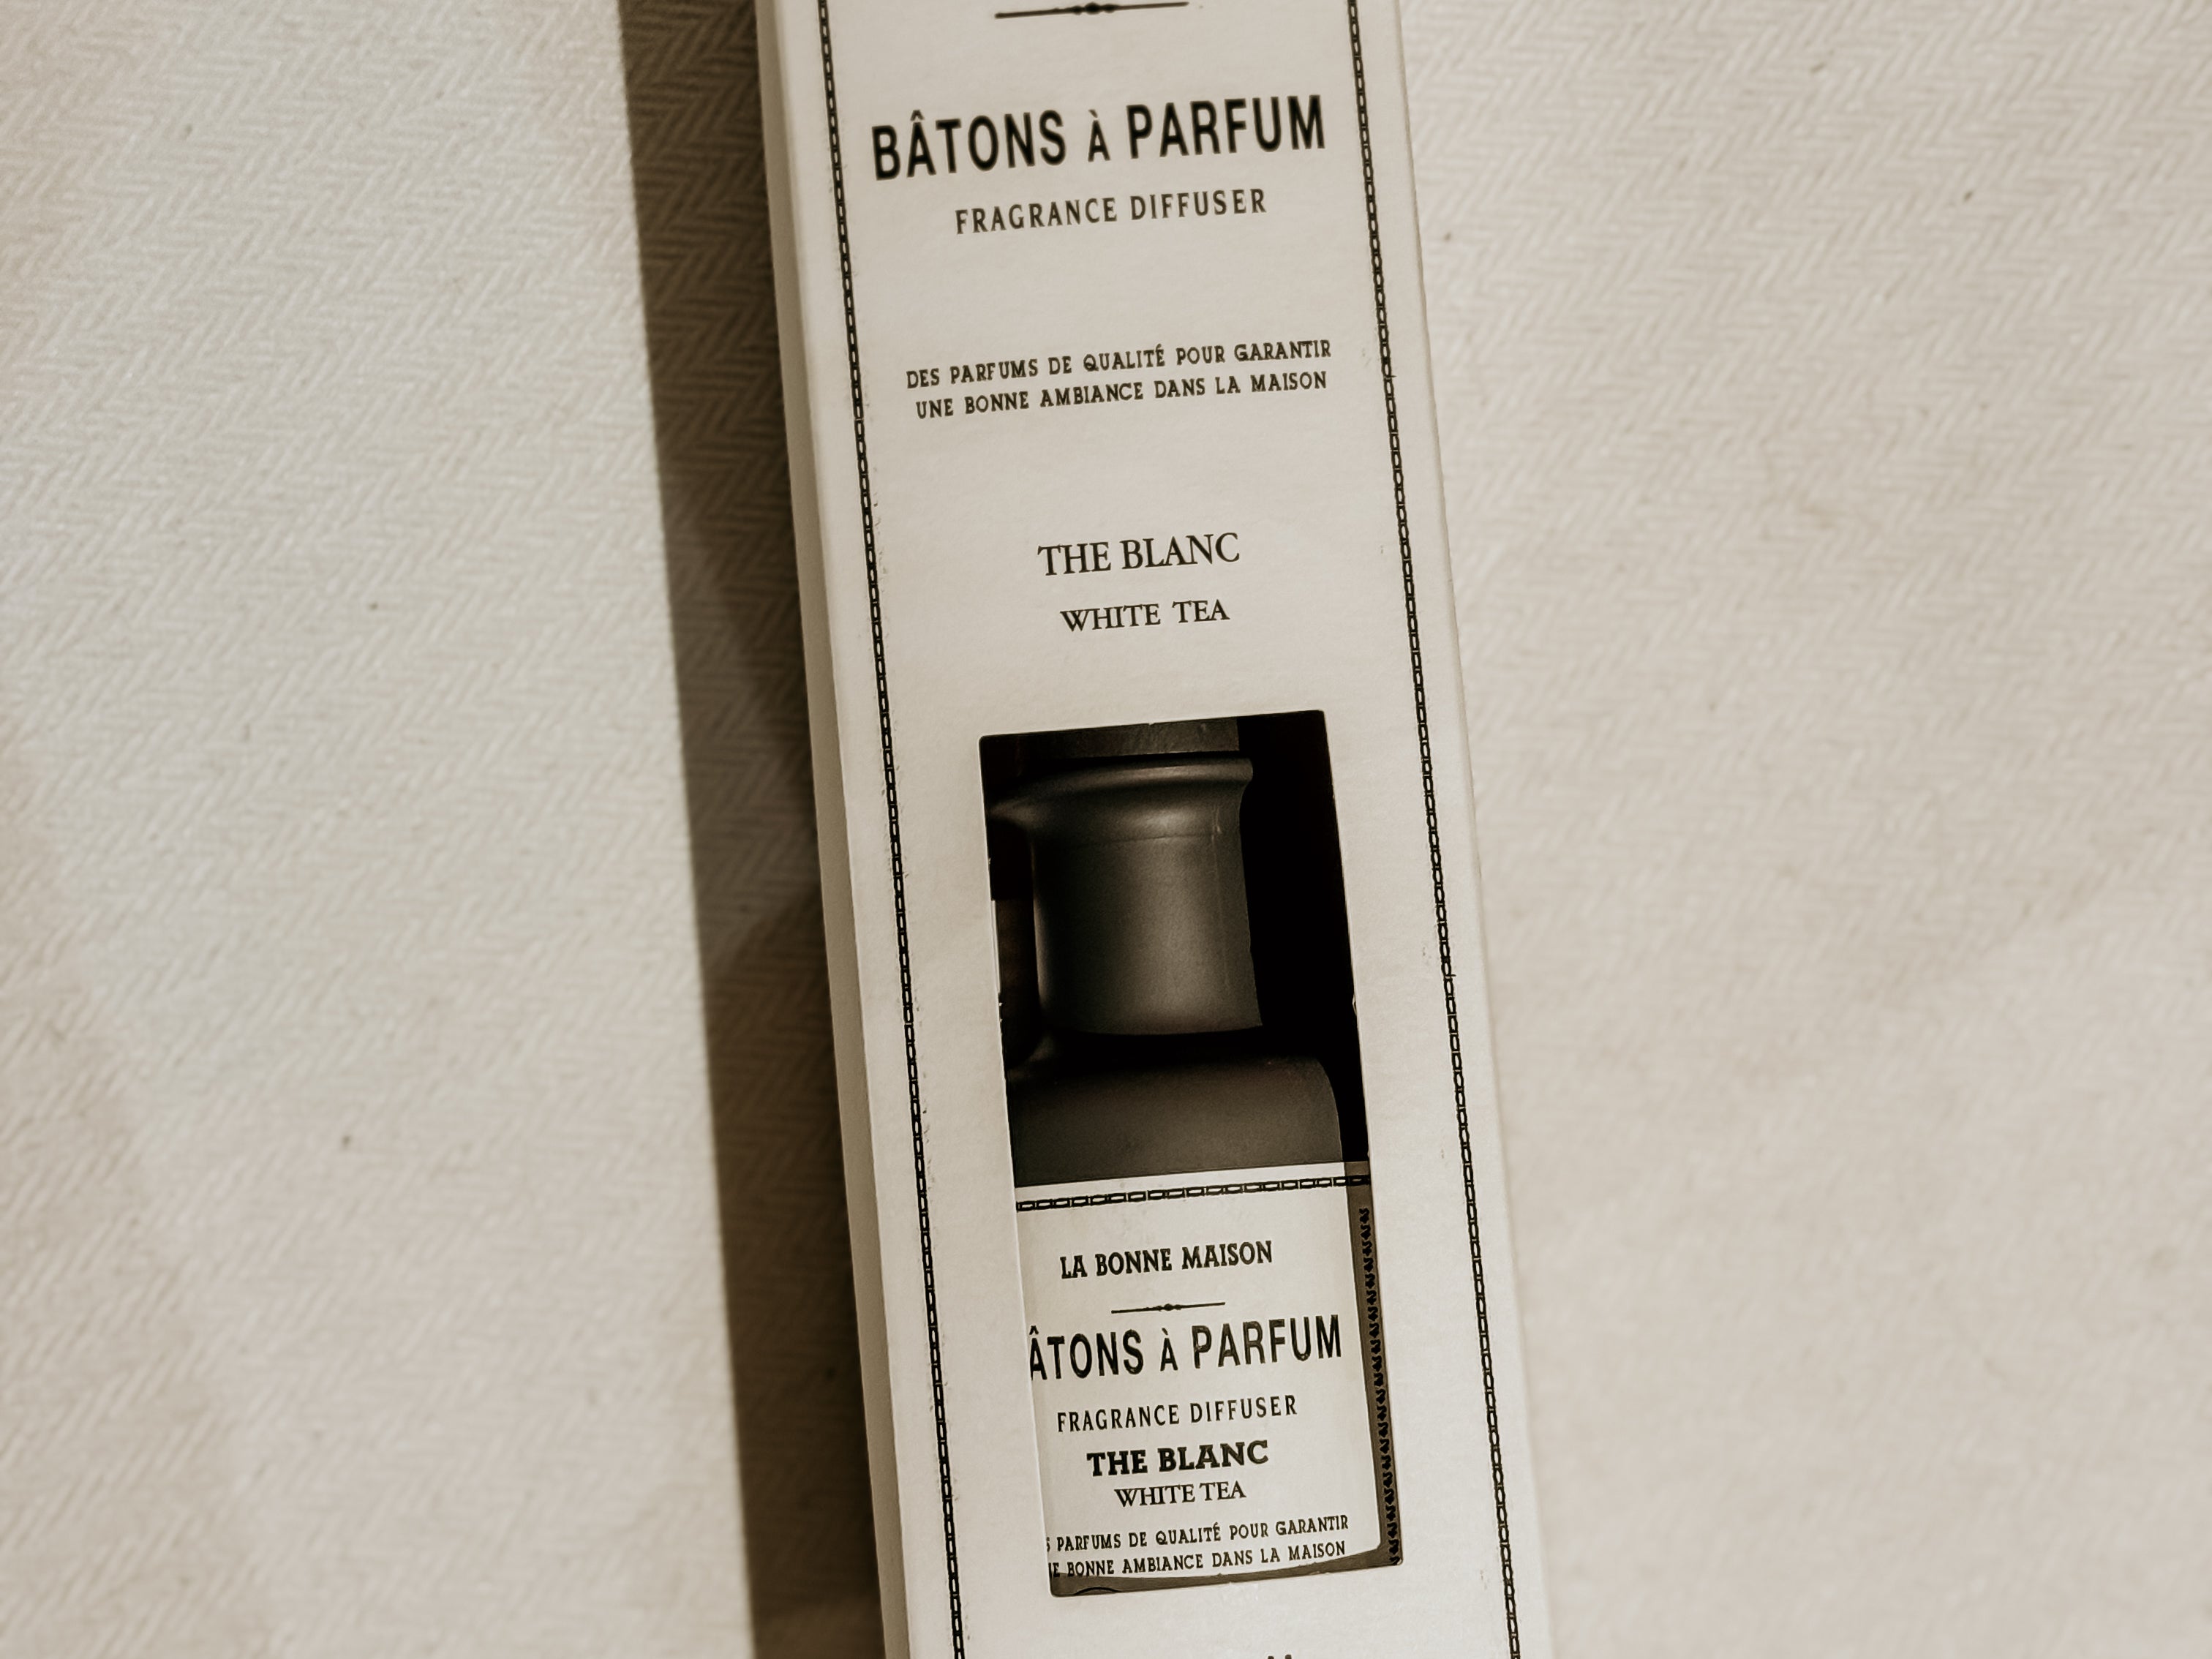 BÂTONS À PARFUM
FRAGRANCE DIFFUSER
DES PARFUMS DE QUALITÉ POUR GARANTIR
UNE BONNE AMBIANCE DANS LA MAISON
THE BLANC
WHITE TEA
LA BONNE MAISON
ÂTONS À PARFUM
FRAGRANCE DIFFUSER
THE BLANC
WHITE TEA
PARFUMS DE QUALITÉ POUR GARANTIR
BONNE AMBIANCE DANS LA MAISON